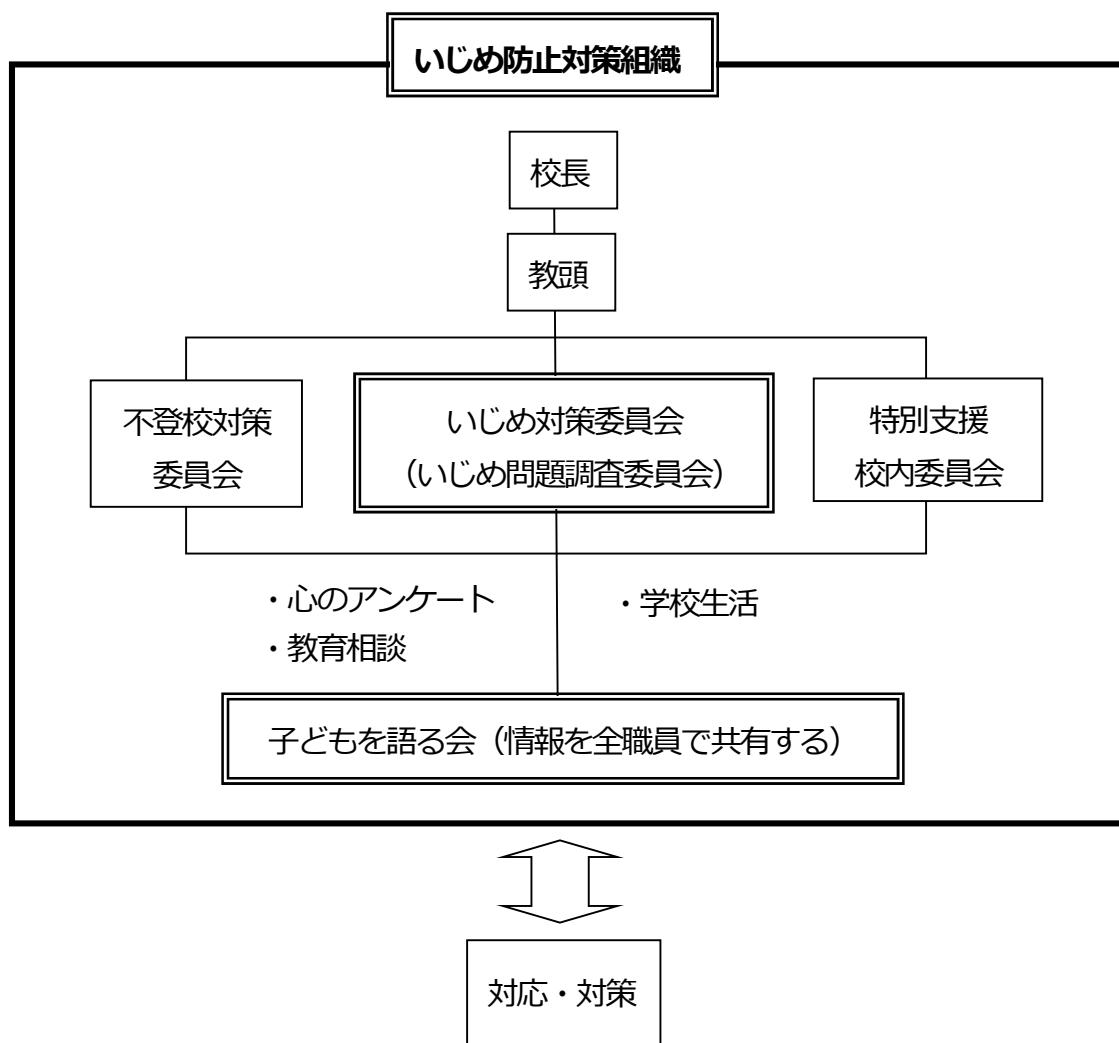 いじめ防止対策組織
校長
教頭
不登校対策
委員会
いじめ対策委員会
（いじめ問題調査委員会）
特別支援
校内委員会
・心のアンケート
・教育相談
・学校生活
子どもを語る会（情報を全職員で共有する）
対応・対策